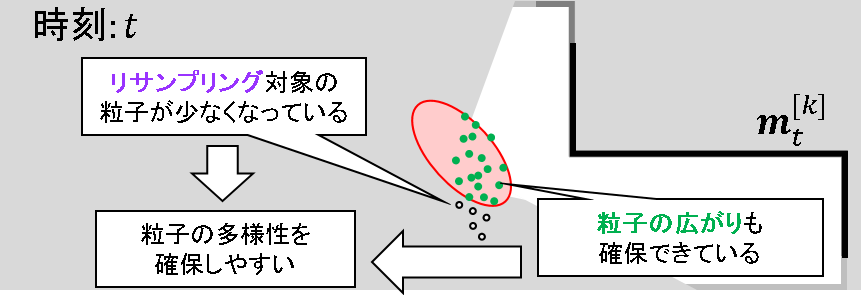 時刻: t
リサンプリング対象の
粒子が少なくなっている
m_t^[k]
粒子の多様性を
確保しやすい
粒子の広がりも
確保できている